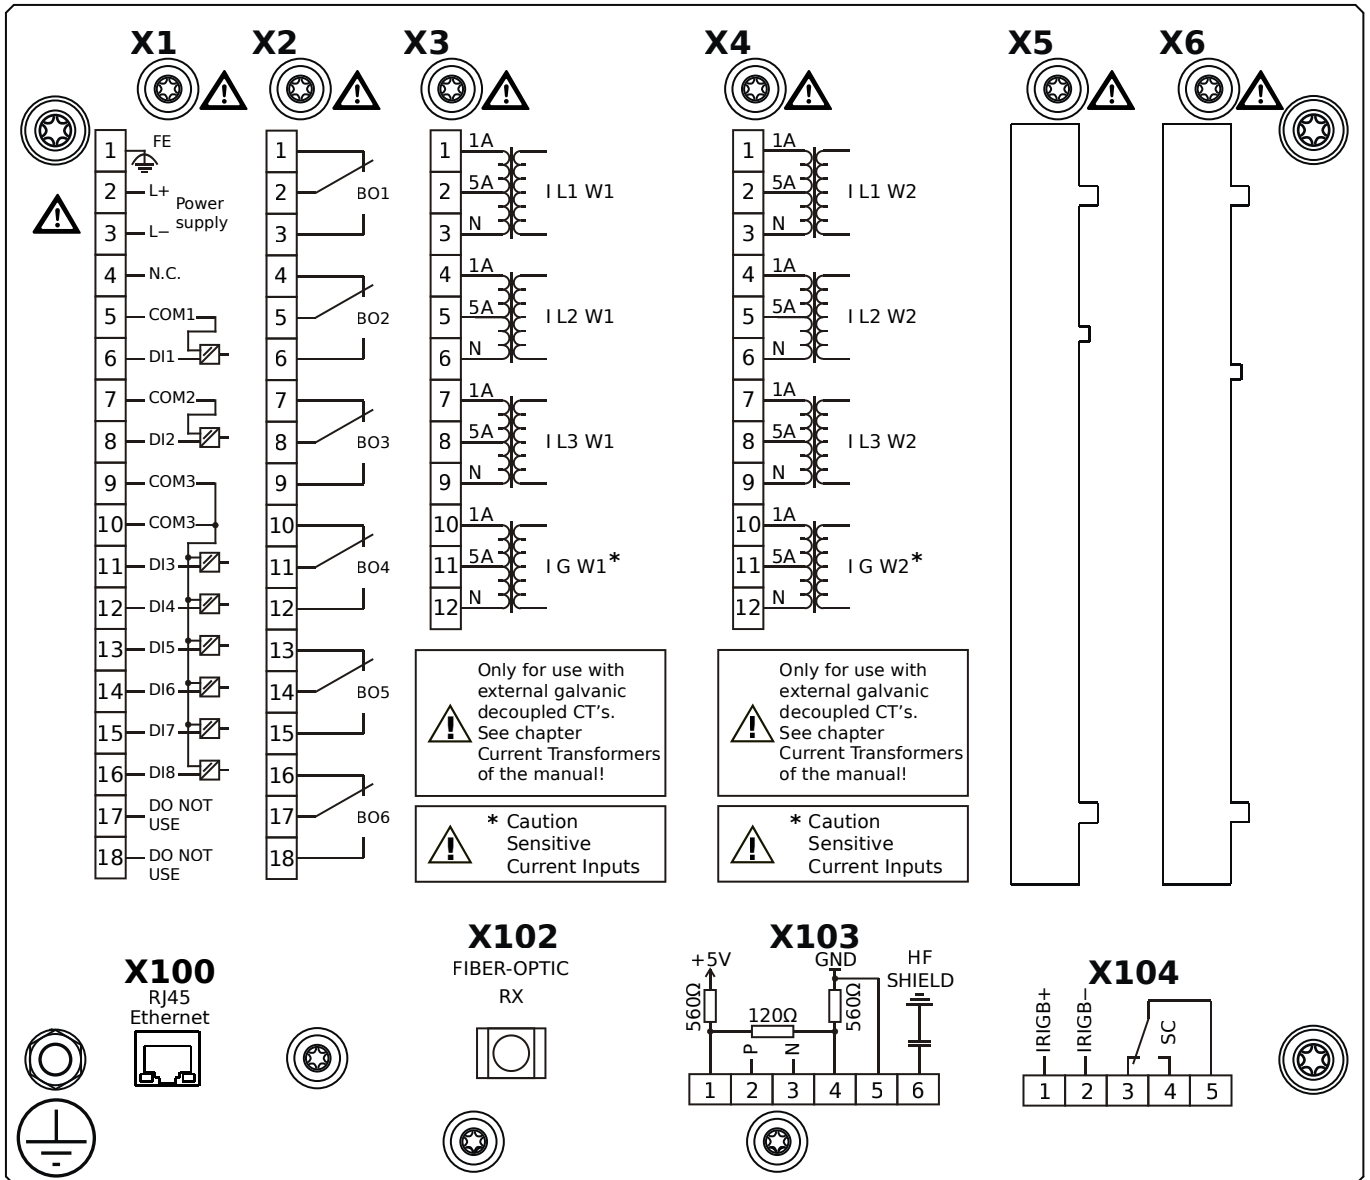 X1
X2
X3
X4
X5
X6
1
FE
2
L+
Power
supply
3
L−
4
N.C.
5
COM1
6
DI1
7
COM2
8
DI2
9
COM3
10
COM3
11
DI3
12
DI4
13
DI5
14
DI6
15
DI7
16
DI8
17
DO NOT
USE
18
DO NOT
USE
1
2
BO1
3
4
5
BO2
6
7
8
BO3
9
10
11
BO4
12
13
14
BO5
15
16
17
BO6
18
1
1A
2
5A
I L1 W1
3
N
4
1A
5
5A
I L2 W1
6
N
7
1A
8
5A
I L3 W1
9
N
10
1A
11
5A
I G W1*
12
N
Only for use with
external galvanic
decoupled CT's.
See chapter
Current Transformers
of the manual!
* Caution
Sensitive
Current Inputs
1
1A
2
5A
I L1 W2
3
N
4
1A
5
5A
I L2 W2
6
N
7
1A
8
5A
I L3 W2
9
N
10
1A
11
5A
I G W2*
12
N
Only for use with
external galvanic
decoupled CT's.
See chapter
Current Transformers
of the manual!
* Caution
Sensitive
Current Inputs
X100
RJ45
Ethernet
X102
FIBER-OPTIC
RX
X103
+5V
GND
HF
SHIELD
560Ω
120Ω
560Ω
P
N
1 2 3 4 5 6
X104
IRIGB+
IRIGB−
SC
1 2 3 4 5